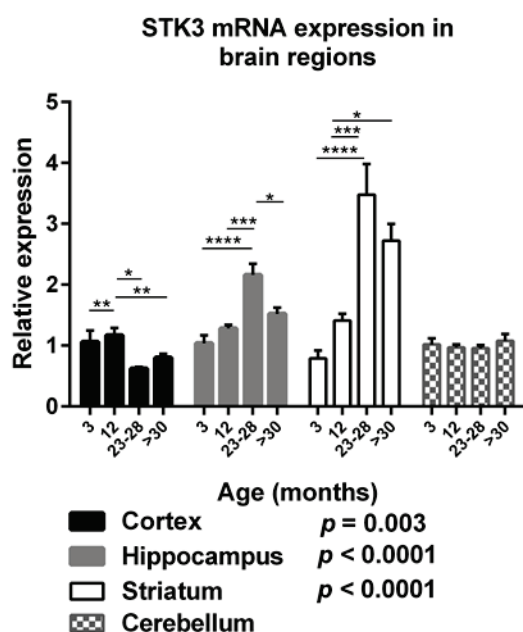 STK3 mRNA expression in
brain regions
Relative expression
5
4
3
2
1
0
**
*
**
****
***
*
****
***
*
3 12 23-28 >30 3 12 23-28 >30 3 12 23-28 >30 3 12 23-28 >30
Age (months)
Cortex p = 0.003
Hippocampus p < 0.0001
Striatum p < 0.0001
Cerebellum